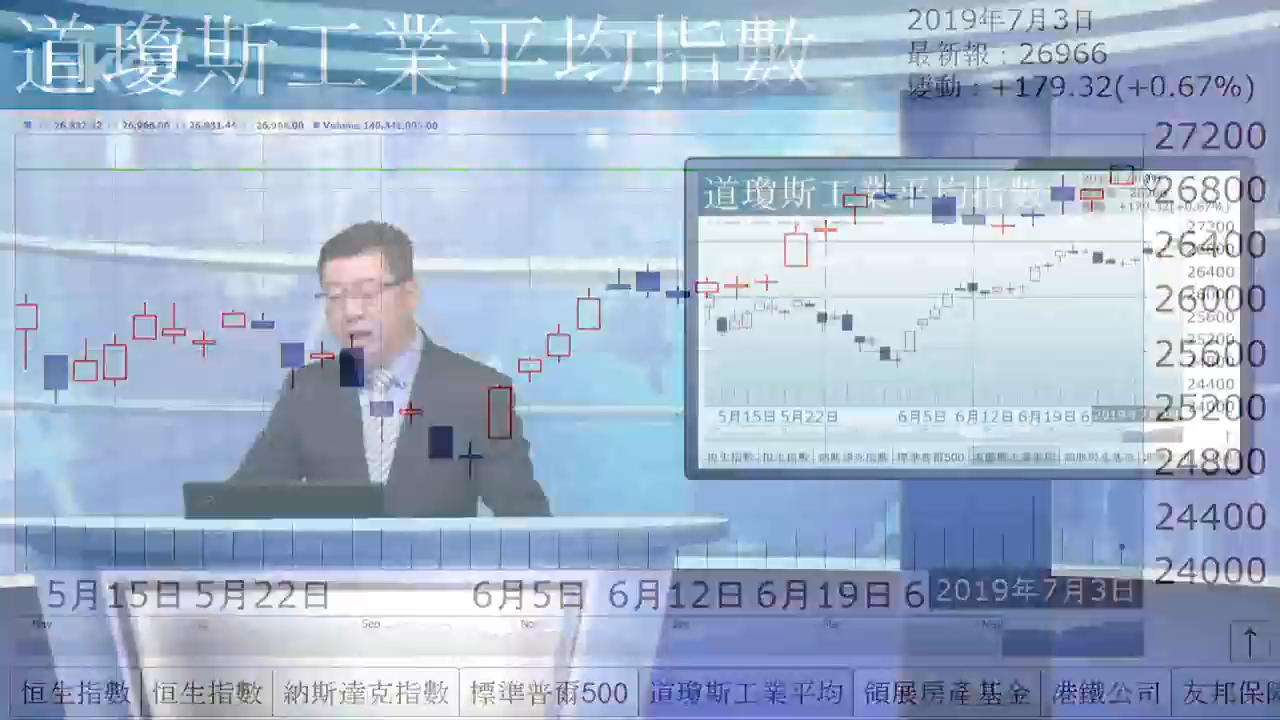 道瓊斯工業平均指數
2019年7月3日
最新報：26966
變動：+179.32(+0.67%)
27200
26800
26400
26000
25600
25200
24800
24400
24000
道瓊斯工業平均指數
5月15日 5月22日 6月5日 6月12日 6月19日 6
5月15日 5月22日 6月5日 6月12日 6月19日 6 2019年7月3日
恒生指數 恒生指數 納斯達克指數 標準普爾500 道瓊斯工業平均 領展房產基金 港鐵公司 友邦保